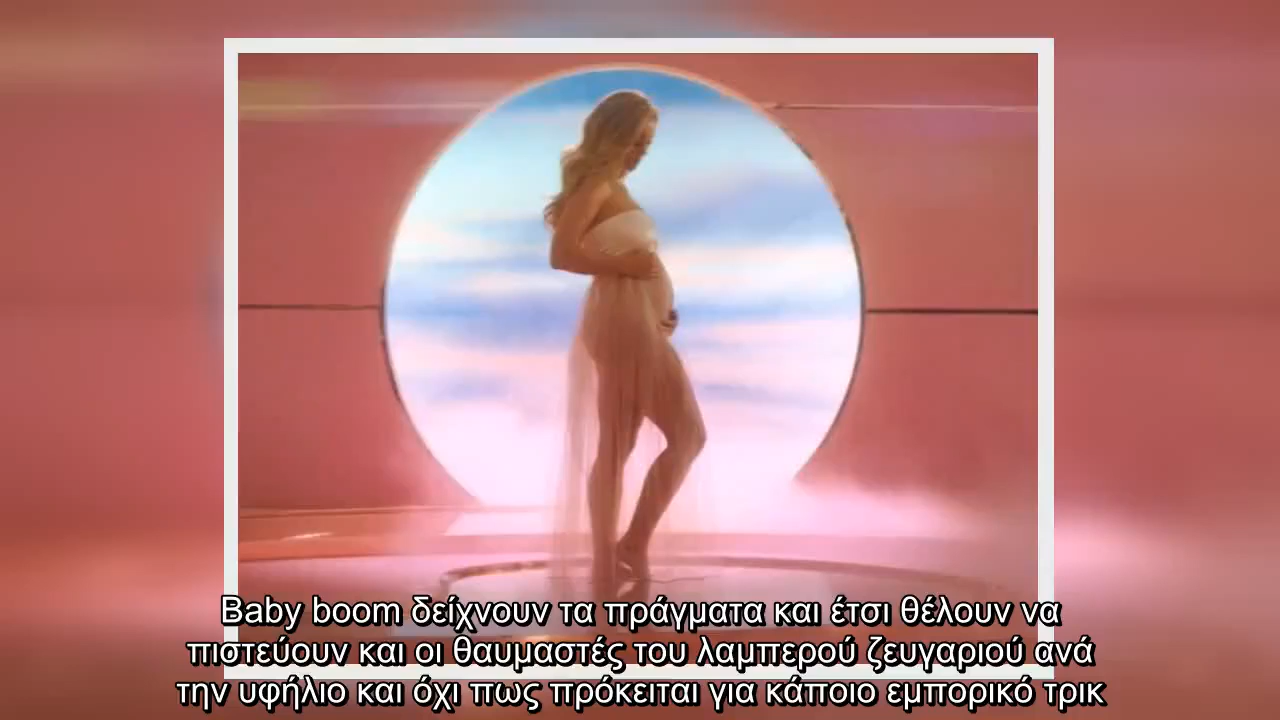 Baby boom δείχνουν τα πράγματα και έτσι θέλουν να
πιστεύουν και οι θαυμαστές του λαμπερού ζευγαριού ανά
την υφήλιο και όχι πως πρόκειται για κάποιο εμπορικό τρικ